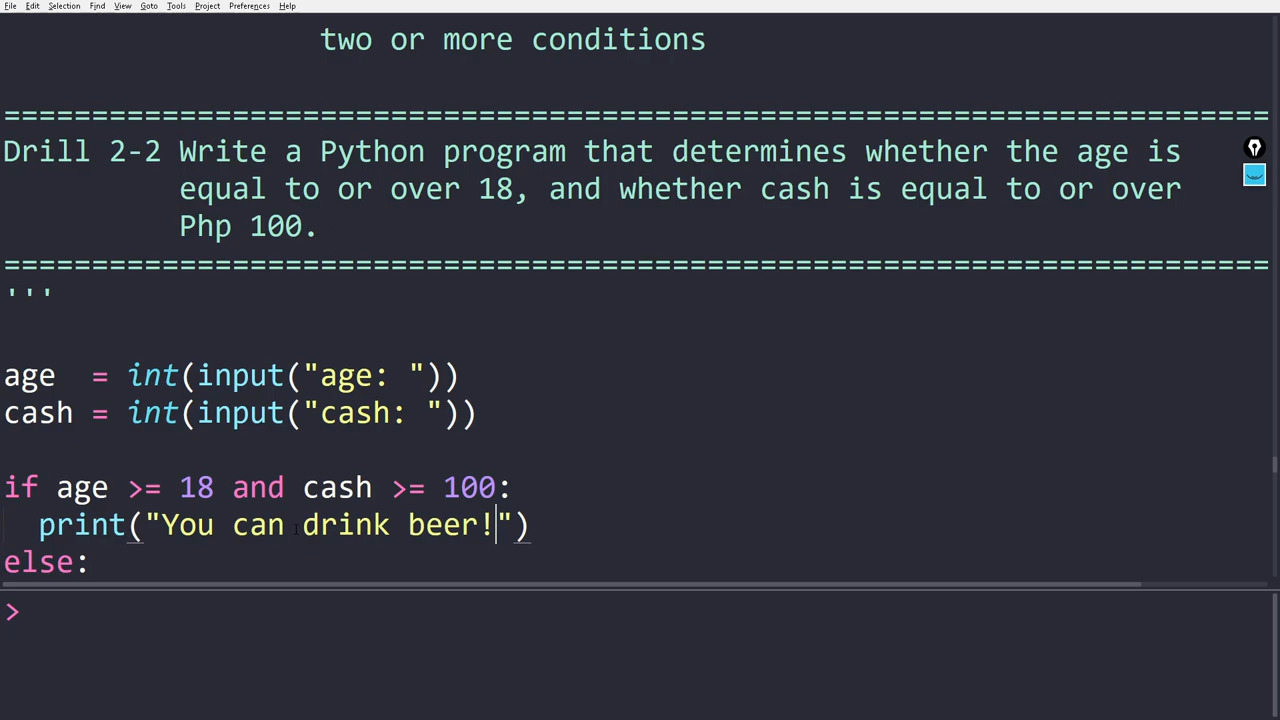 File Edit Selection Find View Goto Tools Project Preferences Help
two or more conditions
========================================================================
Drill 2-2 Write a Python program that determines whether the age is
equal to or over 18, and whether cash is equal to or over
Php 100.
========================================================================
'''
age  = int(input("age: "))
cash = int(input("cash: "))
if age >= 18 and cash >= 100:
  print("You can drink beer!")
else:
>